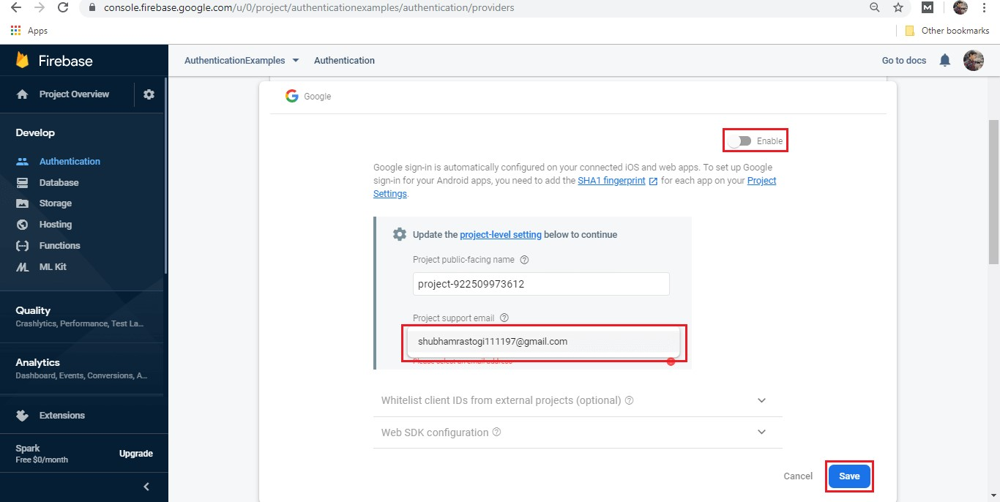 console.firebase.google.com/u/0/project/authenticationexamples/authentication/providers
M
Apps
Other bookmarks
Firebase
AuthenticationExamples
Authentication
Go to docs
Project Overview
Develop
Authentication
Database
Storage
Hosting
Functions
ML Kit
Quality
Crashlytics, Performance, Test La...
Analytics
Dashboard, Events, Conversions, A...
Extensions
Spark
Free $0/month
Upgrade
Google
Enable
Google sign-in is automatically configured on your connected iOS and web apps. To set up Google
sign-in for your Android apps, you need to add the SHA1 fingerprint for each app on your Project
Settings.
Update the project-level setting below to continue
Project public-facing name
project-922509973612
Project support email
shubhamrastogi111197@gmail.com
Please select an email address
Whitelist client IDs from external projects (optional)
Web SDK configuration
Cancel
Save